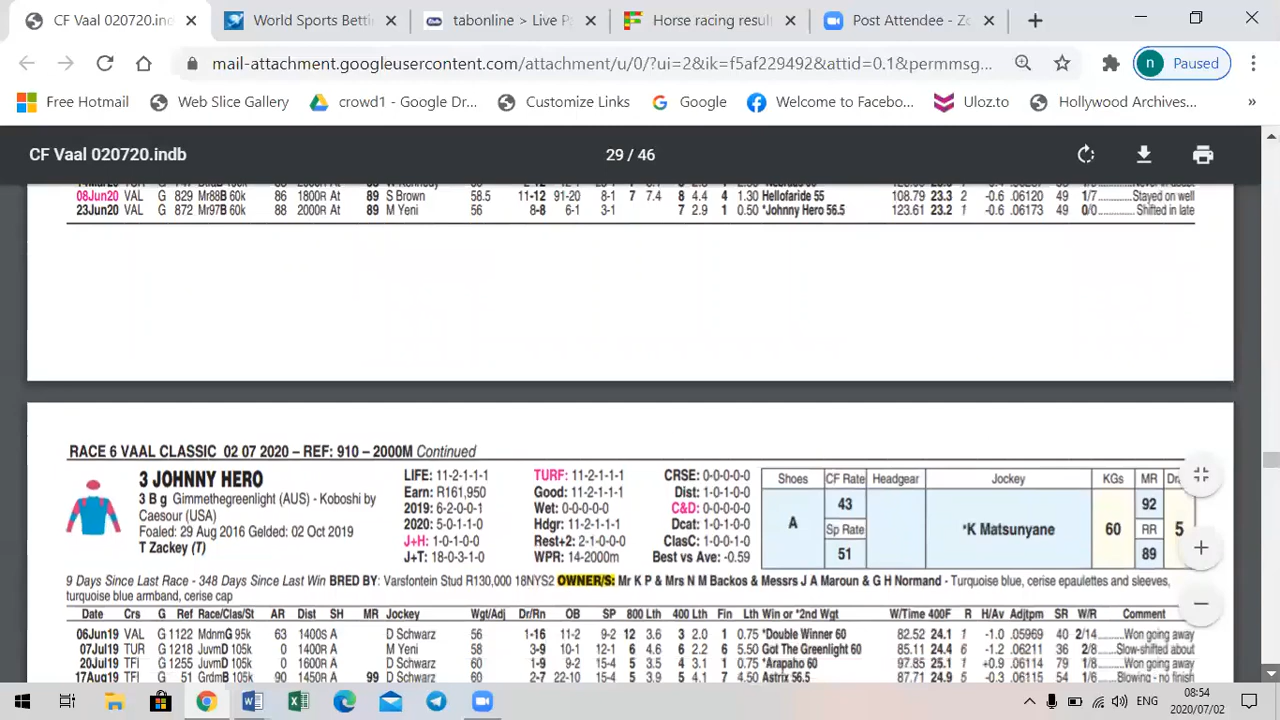 CF Vaal 020720.in
World Sports Bett
tabonline > Live P
Horse racing resul
Post Attendee - Zo
mail-attachment.googleusercontent.com/attachment/u/0/?ui=2&ik=f5af229492&attid=0.1&permmsg...
n Paused
Free Hotmail
Web Slice Gallery
crowd1 - Google Dr...
Customize Links
Google
Welcome to Facebo...
Uloz.to
Hollywood Archives...
»
CF Vaal 020720.indb
29 / 46
08Jun20 VAL G 829 Mr88B 60k 86 1800R At 89 S Brown 58.5 11-12 91-20 8-1 7 7.4 8 4.4 4 1.30 Hellofaride 55 108.79 23.3 2 -0.6 .06120 49 1/7 Stayed on well
23Jun20 VAL G 872 Mr97B 60k 88 2000R At 89 M Yeni 56 8-8 6-1 3-1 7 2.9 1 0.50 *Johnny Hero 56.5 123.61 23.2 1 -0.6 .06173 49 0/0 Shifted in late
RACE 6 VAAL CLASSIC 02 07 2020 – REF: 910 – 2000M Continued
3 JOHNNY HERO
3 B g Gimmethegreenlight (AUS) - Koboshi by
Caesour (USA)
Foaled: 29 Aug 2016 Gelded: 02 Oct 2019
T Zackey (T)
LIFE: 11-2-1-1 TURF: 11-2-1-1 CRSE: 0-0-0-0
Earn: R161,950 Good: 11-2-1-1 Dist: 1-0-1-0
2019: 6-2-0-1 Wet: 0-0-0-0 C&D: 0-0-0-0
2020: 5-0-1-0 Hdgr: 11-2-1-1 Dcat: 1-0-1-0
J+H: 1-0-1-0 Rest+2: 2-1-0-0 ClasC: 1-0-1-0
J+T: 18-0-3-1 WPR: 14-2000m Best vs Ave: -0.59
Shoes CF Rate Headgear Jockey KGs MR Dr
A 43 *K Matsunyane 60 92 5
Sp Rate RR
51 89
9 Days Since Last Race - 348 Days Since Last Win BRED BY: Varsfontein Stud R130,000 18NYS2 OWNER/S: Mr K P & Mrs N M Backos & Messrs J A Maroun & G H Normand - Turquoise blue, cerise epaulettes and sleeves,
turquoise blue armband, cerise cap
Date Crs G Ref Race/Clas/St AR Dist SH MR Jockey Wgt/Adj Dr/Rn OB SP 800 Lth 400 Lth Fin Lth Win or *2nd Wgt W/Time 400F R H/Av Adjtpm SR W/R Comment
06Jun19 VAL G 1122 MdnmG 95k 63 1400S A D Schwarz 56 1-16 11-2 9-2 12 3.6 3 2.0 1 0.75 *Double Winner 60 82.52 24.1 1 -1.0 .05969 40 2/14 Won going away
07Jul19 TUR G 1218 JuvmD 105k 0 1400R A M Yeni 56 3-9 10-1 12-1 6 4.6 6 2.2 6 5.50 Got The Greenlight 60 85.11 24.4 6 -1.2 .06211 36 2/8 Slow-shifted about
20Jul19 TFI G 1255 JuvmD 105k 0 1600R A D Schwarz 60 1-9 9-2 15-4 5 3.5 4 3.1 1 0.75 *Arapaho 60 97.85 25.1 1 +0.9 .06114 79 1/8 Won going away
17Aug19 TFI G 51 GrdmB 105k 90 1450R A 99 D Schwarz 60 2-7 22-10 15-4 5 3.9 5 4.1 7 4.50 Astrix 56.5 87.71 24.9 5 -0.3 .06115 54 1/6 Blowing - no finish
ENG
08:54
2020/07/02